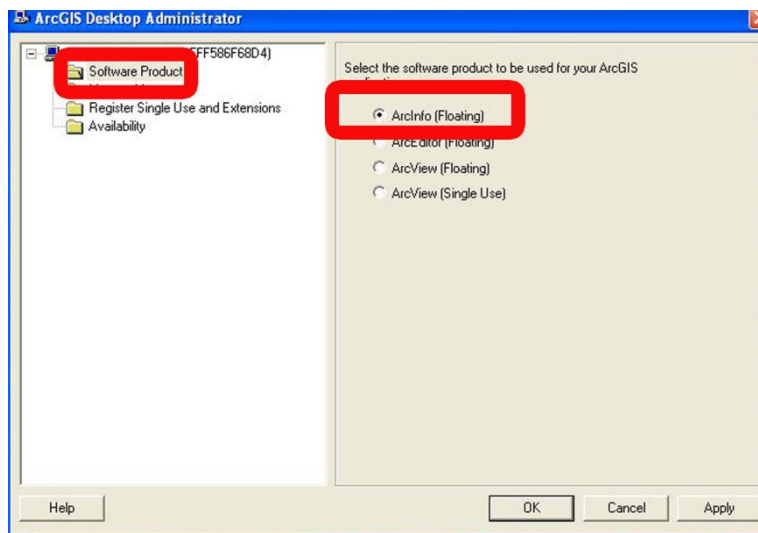 ArcGIS Desktop Administrator
FF586F68D4)
Software Product
Register Single Use and Extensions
Availability
Select the software product to be used for your ArcGIS
ArcInfo (Floating)
ArcEditor (Floating)
ArcView (Floating)
ArcView (Single Use)
Help
OK
Cancel
Apply